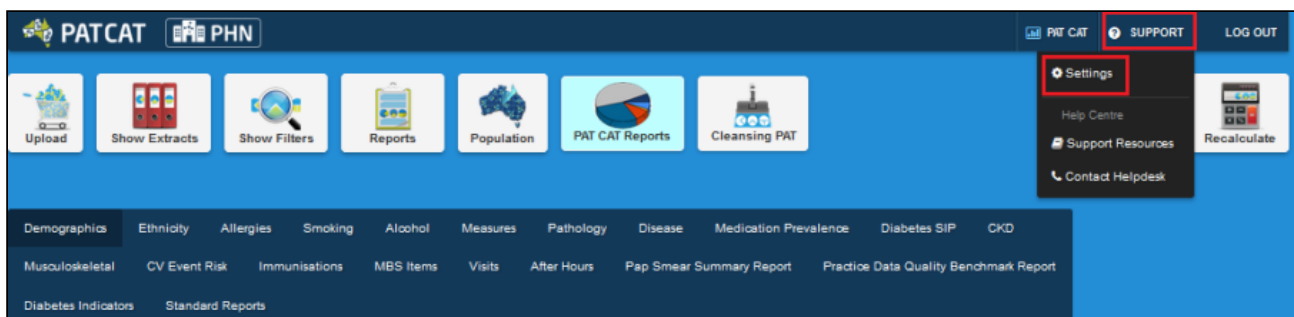 PATCAT PHN PAT CAT SUPPORT LOG OUT
Settings
Help Centre
Support Resources
Contact Helpdesk
Upload Show Extracts Show Filters Reports Population PAT CAT Reports Cleansing PAT Recalculate
Demographics Ethnicity Allergies Smoking Alcohol Measures Pathology Disease Medication Prevalence Diabetes SIP CKD
Musculoskeletal CV Event Risk Immunisations MBS Items Visits After Hours Pap Smear Summary Report Practice Data Quality Benchmark Report
Diabetes Indicators Standard Reports